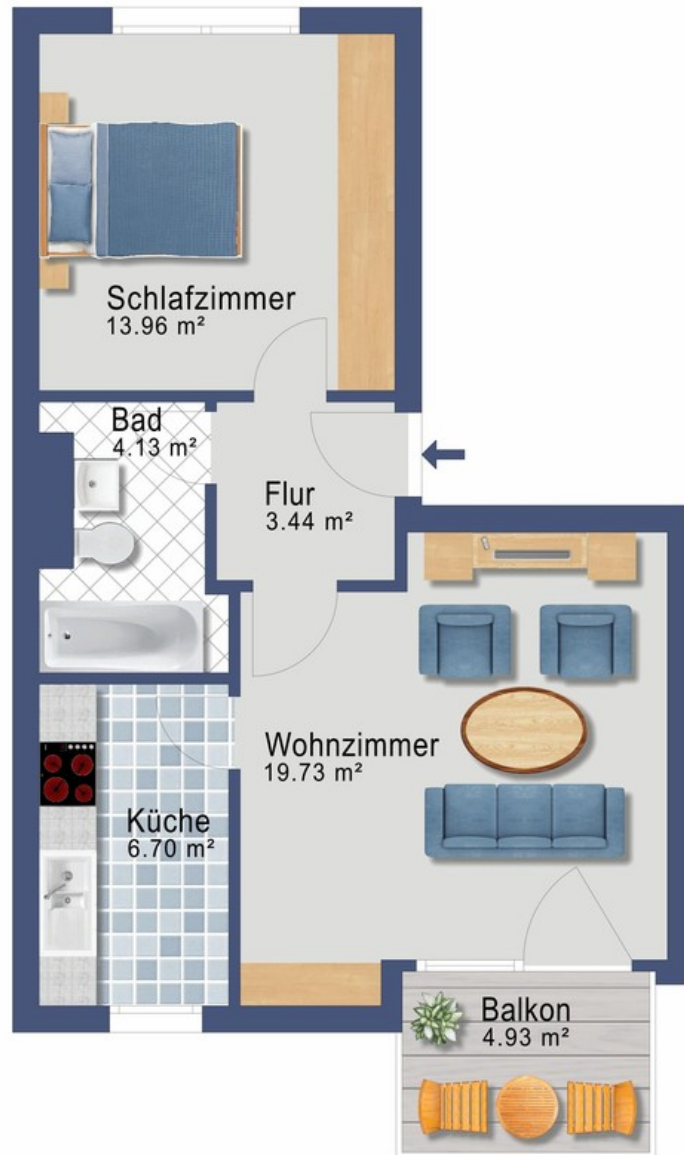 Schlafzimmer
13.96 m²
Bad
4.13 m²
Flur
3.44 m²
Wohnzimmer
19.73 m²
Küche
6.70 m²
Balkon
4.93 m²